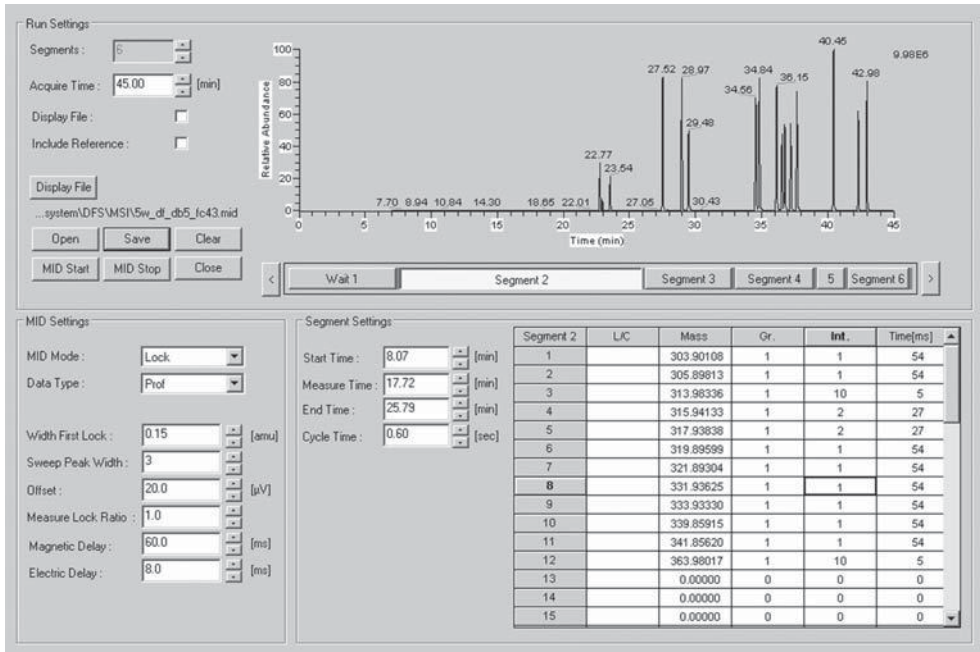 Run Settings
Segments : 6
Acquire Time : 45.00 [min]
Display File :
Include Reference :
Display File
...system\DFS\MSI\5w_df_db5_fc43.mid
Open Save Clear
MID Start MID Stop Close
Relative Abundance
100
80
60
40
20
0
7.70 8.94 10.84 14.30 18.65 22.01 22.77 23.54 27.05 27.52 28.97 29.48 30.43 34.56 34.84 36.15 40.45 42.98
9.98E6
0 5 10 15 20 25 30 35 40 45
Time (min)
< Wait 1 Segment 2 Segment 3 Segment 4 5 Segment 6 >
MID Settings
MID Mode : Lock
Data Type : Prof
Width First Lock : 0.15 [amu]
Sweep Peak Width : 3
Offset : 20.0 [µV]
Measure Lock Ratio : 1.0
Magnetic Delay : 60.0 [ms]
Electric Delay : 8.0 [ms]
Segment Settings
Start Time : 8.07 [min]
Measure Time : 17.72 [min]
End Time : 25.79 [min]
Cycle Time : 0.60 [sec]
Segment 2 L/C Mass Gr. Int. Time[ms]
1 303.90108 1 1 54
2 305.89813 1 1 54
3 313.98336 1 10 5
4 315.94133 1 2 27
5 317.93838 1 2 27
6 319.89599 1 1 54
7 321.89304 1 1 54
8 331.93625 1 1 54
9 333.93330 1 1 54
10 339.85915 1 1 54
11 341.85620 1 1 54
12 363.98017 1 10 5
13 0.00000 0 0 0
14 0.00000 0 0 0
15 0.00000 0 0 0